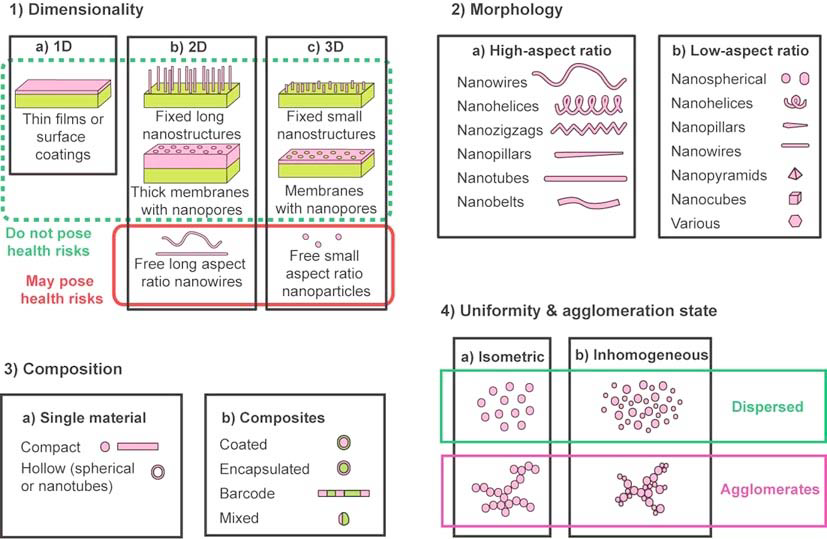 1) Dimensionality
a) 1D
Thin films or
surface
coatings
b) 2D
Fixed long
nanostructures
Thick membranes
with nanopores
Free long aspect
ratio nanowires
c) 3D
Fixed small
nanostructures
Membranes
with nanopores
Free small
aspect ratio
nanoparticles
Do not pose
health risks
May pose
health risks
2) Morphology
a) High-aspect ratio
Nanowires
Nanohelices
Nanozigzags
Nanopillars
Nanotubes
Nanobelts
b) Low-aspect ratio
Nanospherical
Nanohelices
Nanopillars
Nanowires
Nanopyramids
Nanocubes
Various
3) Composition
a) Single material
Compact
Hollow (spherical
or nanotubes)
b) Composites
Coated
Encapsulated
Barcode
Mixed
4) Uniformity & agglomeration state
a) Isometric
b) Inhomogeneous
Dispersed
Agglomerates